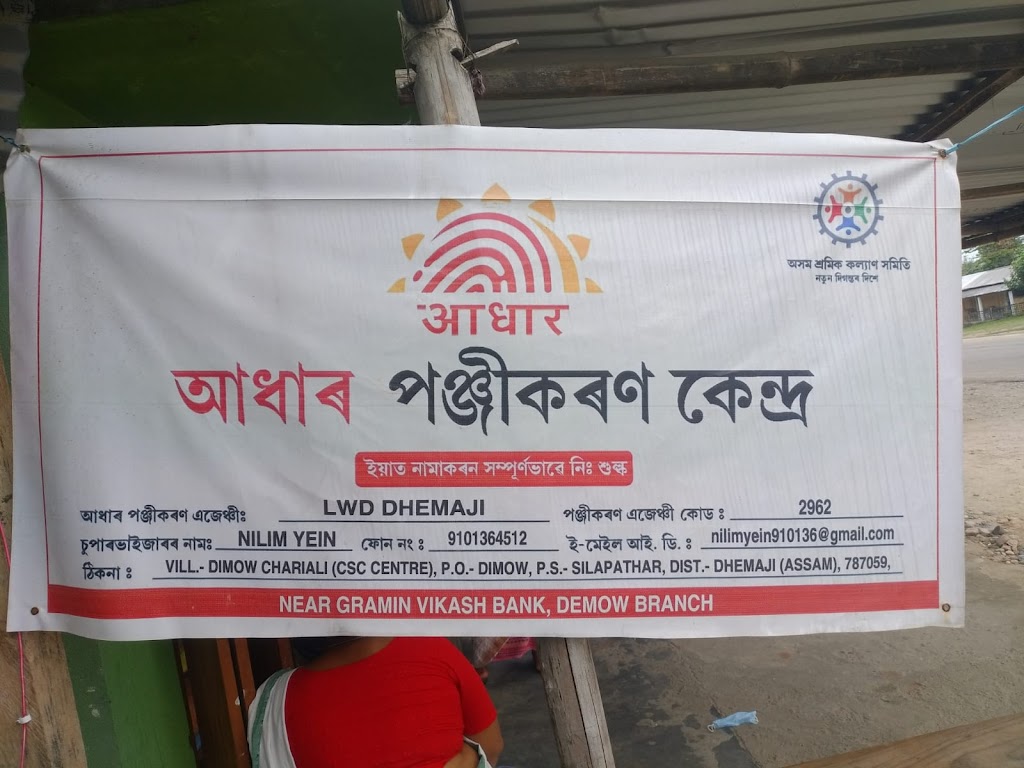 অসম শ্ৰমিক কল্যাণ সমিতি
নতুন দিগন্তৰ দিশে
आधार
আধাৰ পঞ্জীকৰণ কেন্দ্ৰ
ইয়াত নামাকৰন সম্পূৰ্ণভাৱে নিঃ শুল্ক
আধাৰ পঞ্জীকৰণ এজেঞ্চীঃ LWD DHEMAJI পঞ্জীকৰণ এজেঞ্চী কোড : 2962
চুপাৰভাইজাৰৰ নামঃ NILIM YEIN ফোন নং : 9101364512 ই-মেইল আই. ডি. : nilimyein910136@gmail.com
ঠিকনা : VILL.- DIMOW CHARIALI (CSC CENTRE), P.O.- DIMOW, P.S.- SILAPATHAR, DIST.- DHEMAJI (ASSAM), 787059,
NEAR GRAMIN VIKASH BANK, DEMOW BRANCH